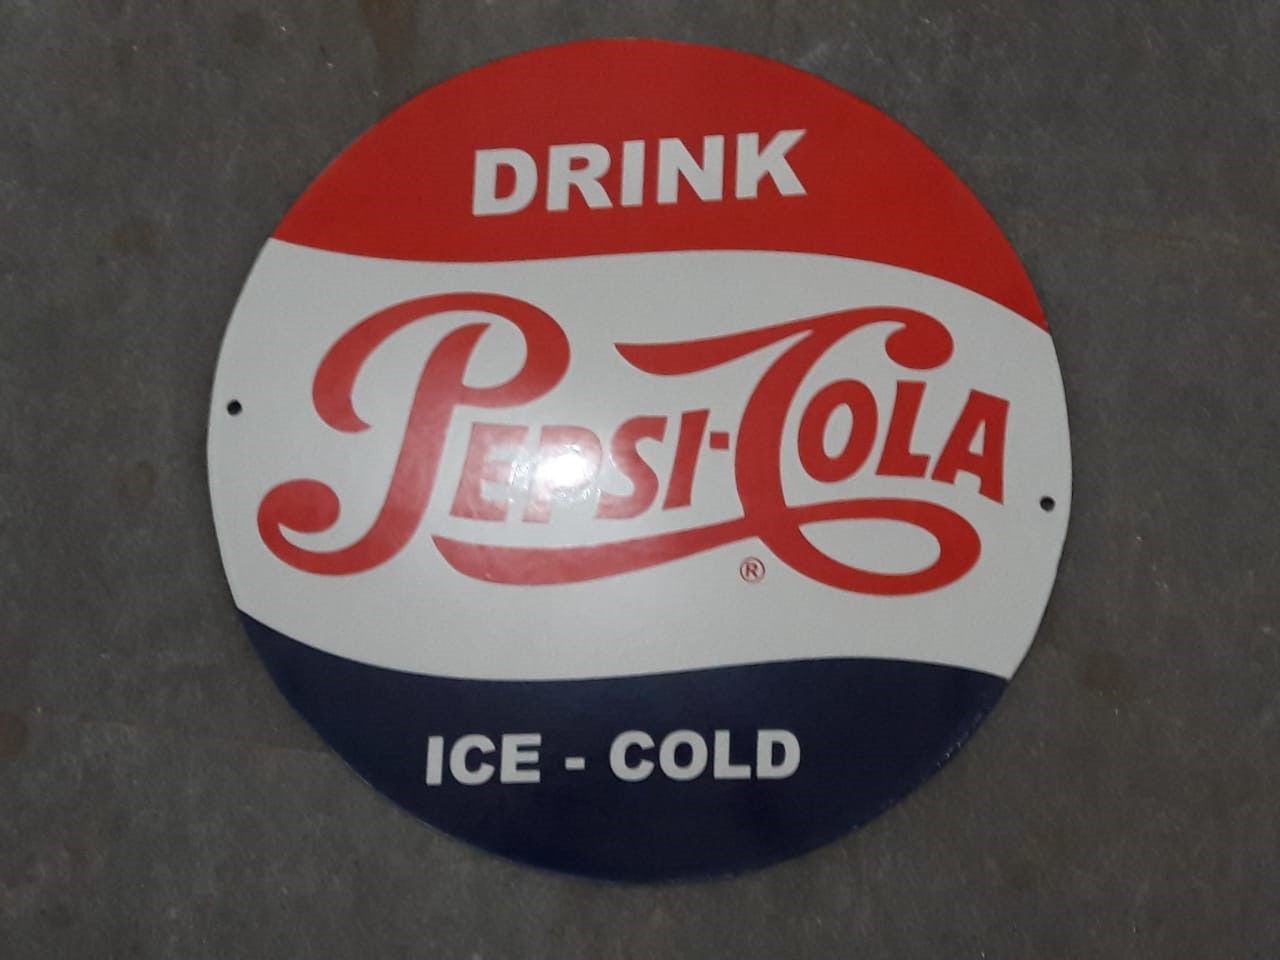 DRINK
PEPSI-COLA
®
ICE - COLD